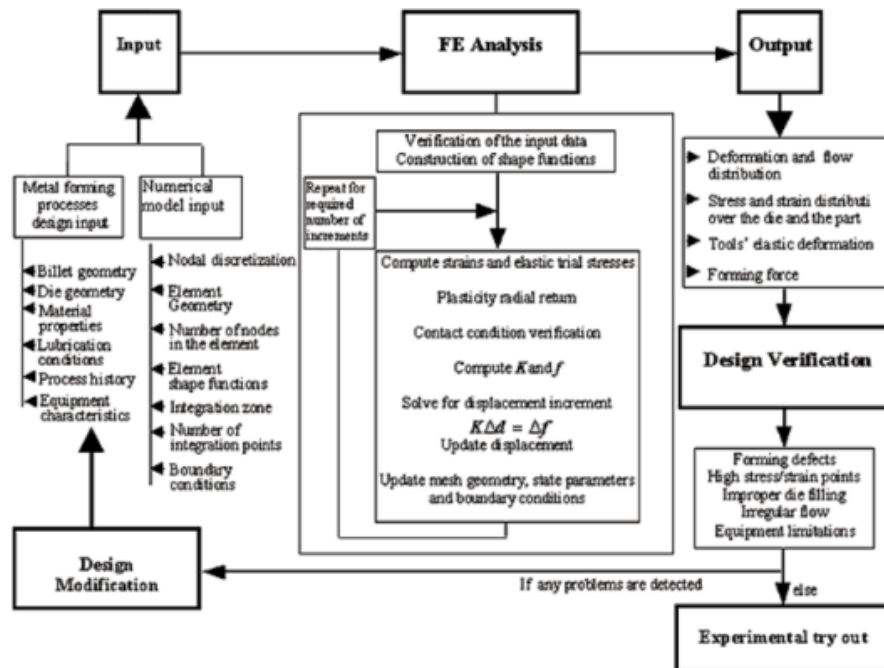 Input
FE Analysis
Output
Metal forming
processes
design input
Numerical
model input
Billet geometry
Die geometry
Material
properties
Lubrication
conditions
Process history
Equipment
characteristics
Nodal discretization
Element
Geometry
Number of nodes
in the element
Element
shape functions
Integration zone
Number of
integration points
Boundary
conditions
Verification of the input data
Construction of shape functions
Repeat for
required
number of
increments
Compute strains and elastic trial stresses
Plasticity radial return
Contact condition verification
Compute K and f
Solve for displacement increment
KΔd = Δf
Update displacement
Update mesh geometry, state parameters
and boundary conditions
Deformation and flow
distribution
Stress and strain distributi
over the die and the part
Tools' elastic deformation
Forming force
Design Verification
Forming defects
High stress/strain points
Improper die filling
Irregular flow
Equipment limitations
Design
Modification
If any problems are detected
else
Experimental try out